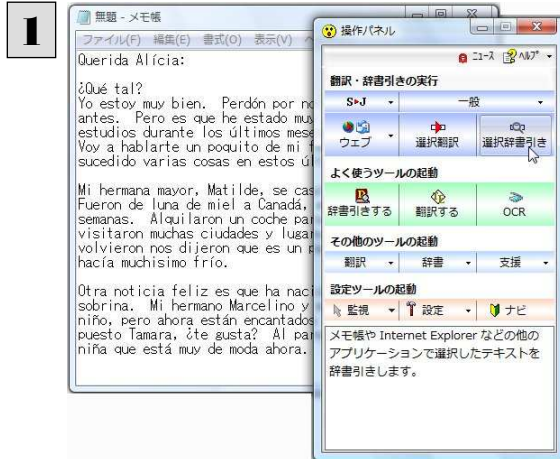 1
無題 - メモ帳
ファイル(F) 編集(E) 書式(O) 表示(V)
Querida Alícia:
¿Qué tal?
Yo estoy muy bien. Perdón por no
antes. Pero es que he estado muy
estudios durante los últimos mese
Voy a hablarte un poquito de mi f
sucedido varias cosas en estos úl
Mi hermana mayor, Matilde, se cas
Fueron de luna de miel a Canadá,
semanas. Alquilaron un coche par
visitaron muchas ciudades y lugar
volvieron nos dijeron que es un p
hacía muchisimo frío.
Otra noticia feliz es que ha naci
sobrina. Mi hermano Marcelino y
niño, pero ahora están encantados
puesto Tamara, ¿te gusta? Al par
niña que está muy de moda ahora.
操作パネル
ニュース ヘルプ
翻訳・辞書引きの実行
S▸J 一般
ウェブ 選択翻訳 選択辞書引き
よく使うツールの起動
辞書引きする 翻訳する OCR
その他のツールの起動
翻訳 辞書 支援
設定ツールの起動
監視 設定 ナビ
メモ帳や Internet Explorer などの他の
アプリケーションで選択したテキストを
辞書引きします。